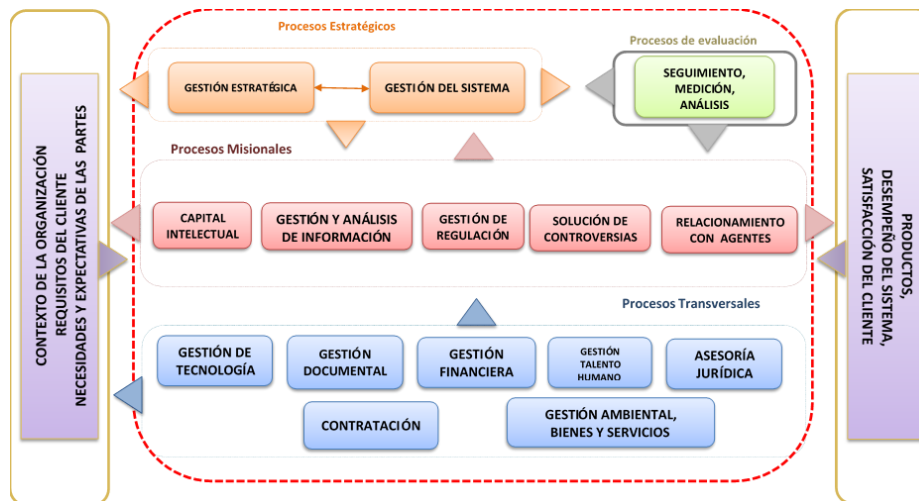 Procesos Estratégicos
Procesos de evaluación
GESTIÓN ESTRATÉGICA
GESTIÓN DEL SISTEMA
SEGUIMIENTO,
MEDICIÓN,
ANÁLISIS
CONTEXTO DE LA ORGANIZACIÓN
REQUISITOS DEL CLIENTE
NECESIDADES Y EXPECTATIVAS DE LAS PARTES
Procesos Misionales
CAPITAL
INTELECTUAL
GESTIÓN Y ANÁLISIS
DE INFORMACIÓN
GESTIÓN DE
REGULACIÓN
SOLUCIÓN DE
CONTROVERSIAS
RELACIONAMIENTO
CON AGENTES
PRODUCTOS,
DESEMPEÑO DEL SISTEMA,
SATISFACCIÓN DEL CLIENTE
Procesos Transversales
GESTIÓN DE
TECNOLOGÍA
GESTIÓN
DOCUMENTAL
GESTIÓN
FINANCIERA
GESTIÓN
TALENTO
HUMANO
ASESORÍA
JURÍDICA
CONTRATACIÓN
GESTIÓN AMBIENTAL,
BIENES Y SERVICIOS